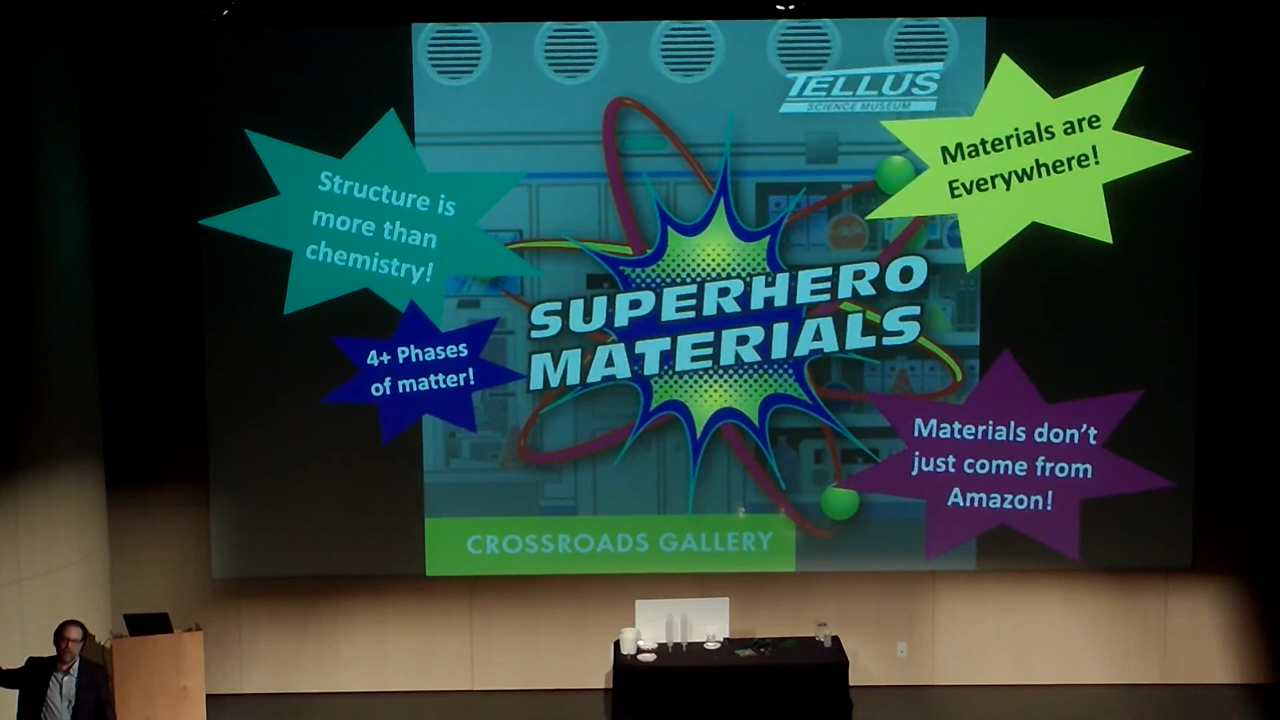 TELLUS
SCIENCE MUSEUM
Materials are
Everywhere!
Structure is
more than
chemistry!
SUPERHERO
MATERIALS
4+ Phases
of matter!
Materials don't
just come from
Amazon!
CROSSROADS GALLERY